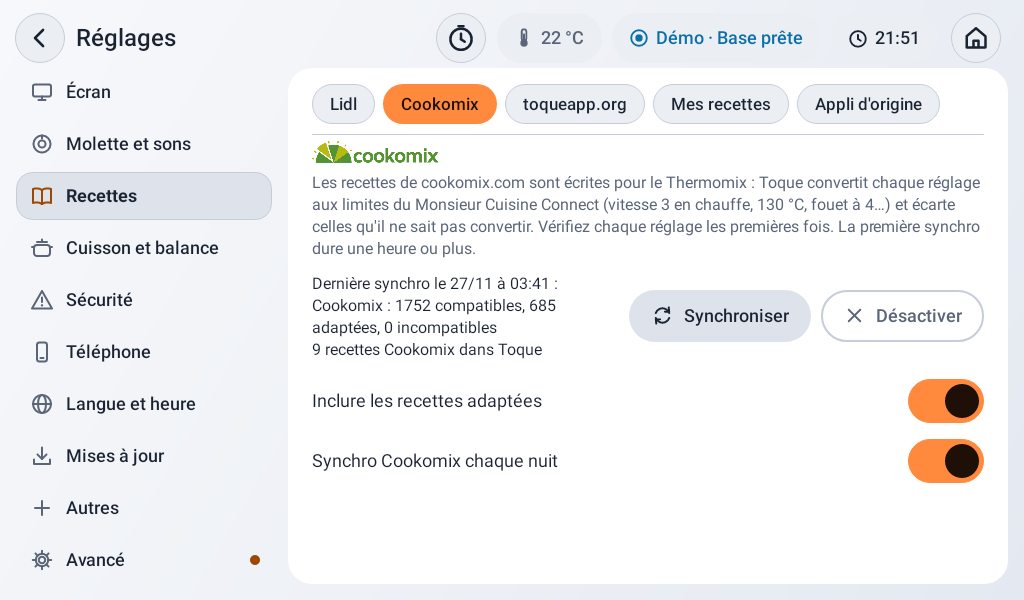 Réglages
22 °C
Démo · Base prête
21:51
Écran
Molette et sons
Recettes
Cuisson et balance
Sécurité
Téléphone
Langue et heure
Mises à jour
Autres
Avancé
Lidl
Cookomix
toqueapp.org
Mes recettes
Appli d'origine
cookomix
Les recettes de cookomix.com sont écrites pour le Thermomix : Toque convertit chaque réglage
aux limites du Monsieur Cuisine Connect (vitesse 3 en chauffe, 130 °C, fouet à 4…) et écarte
celles qu'il ne sait pas convertir. Vérifiez chaque réglage les premières fois. La première synchro
dure une heure ou plus.
Dernière synchro le 27/11 à 03:41 :
Cookomix : 1752 compatibles, 685
adaptées, 0 incompatibles
9 recettes Cookomix dans Toque
Synchroniser
Désactiver
Inclure les recettes adaptées
Synchro Cookomix chaque nuit